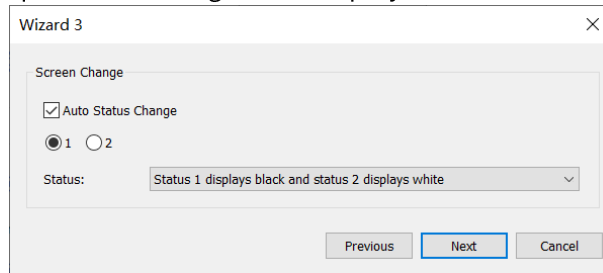 Wizard 3
Screen Change
Auto Status Change
1 2
Status: Status 1 displays black and status 2 displays white
Previous Next Cancel